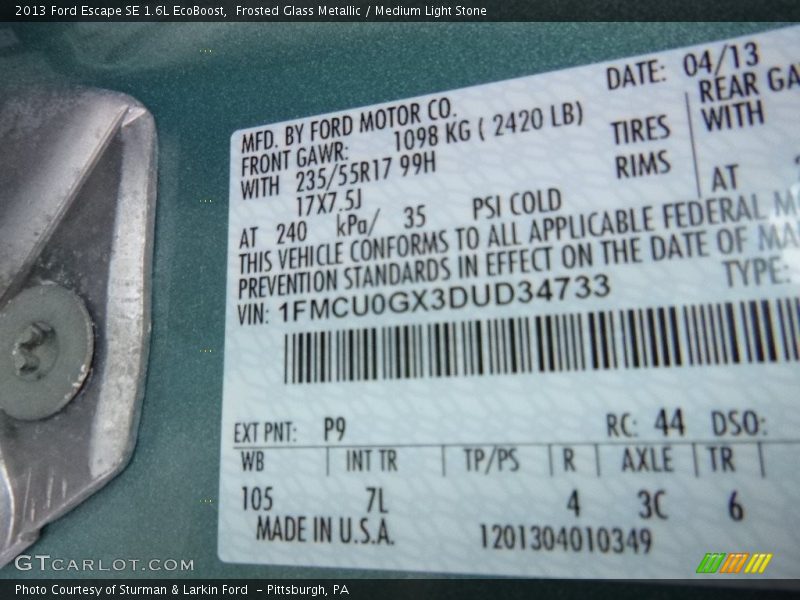 2013 Ford Escape SE 1.6L EcoBoost,  Frosted Glass Metallic / Medium Light Stone
DATE: 04/13
MFD. BY FORD MOTOR CO.
FRONT GAWR: 1098 KG ( 2420 LB)
REAR GA
WITH 235/55R17 99H TIRES WITH
17X7.5J RIMS
AT 240 kPa/ 35 PSI COLD AT
THIS VEHICLE CONFORMS TO ALL APPLICABLE FEDERAL M
PREVENTION STANDARDS IN EFFECT ON THE DATE OF MA
VIN: 1FMCU0GX3DUD34733 TYPE:
EXT PNT: P9 RC: 44 DSO:
WB INT TR TP/PS R AXLE TR
105 7L 4 3C 6
MADE IN U.S.A. 1201304010349
GTCARLOT.COM
Photo Courtesy of Sturman & Larkin Ford  - Pittsburgh, PA